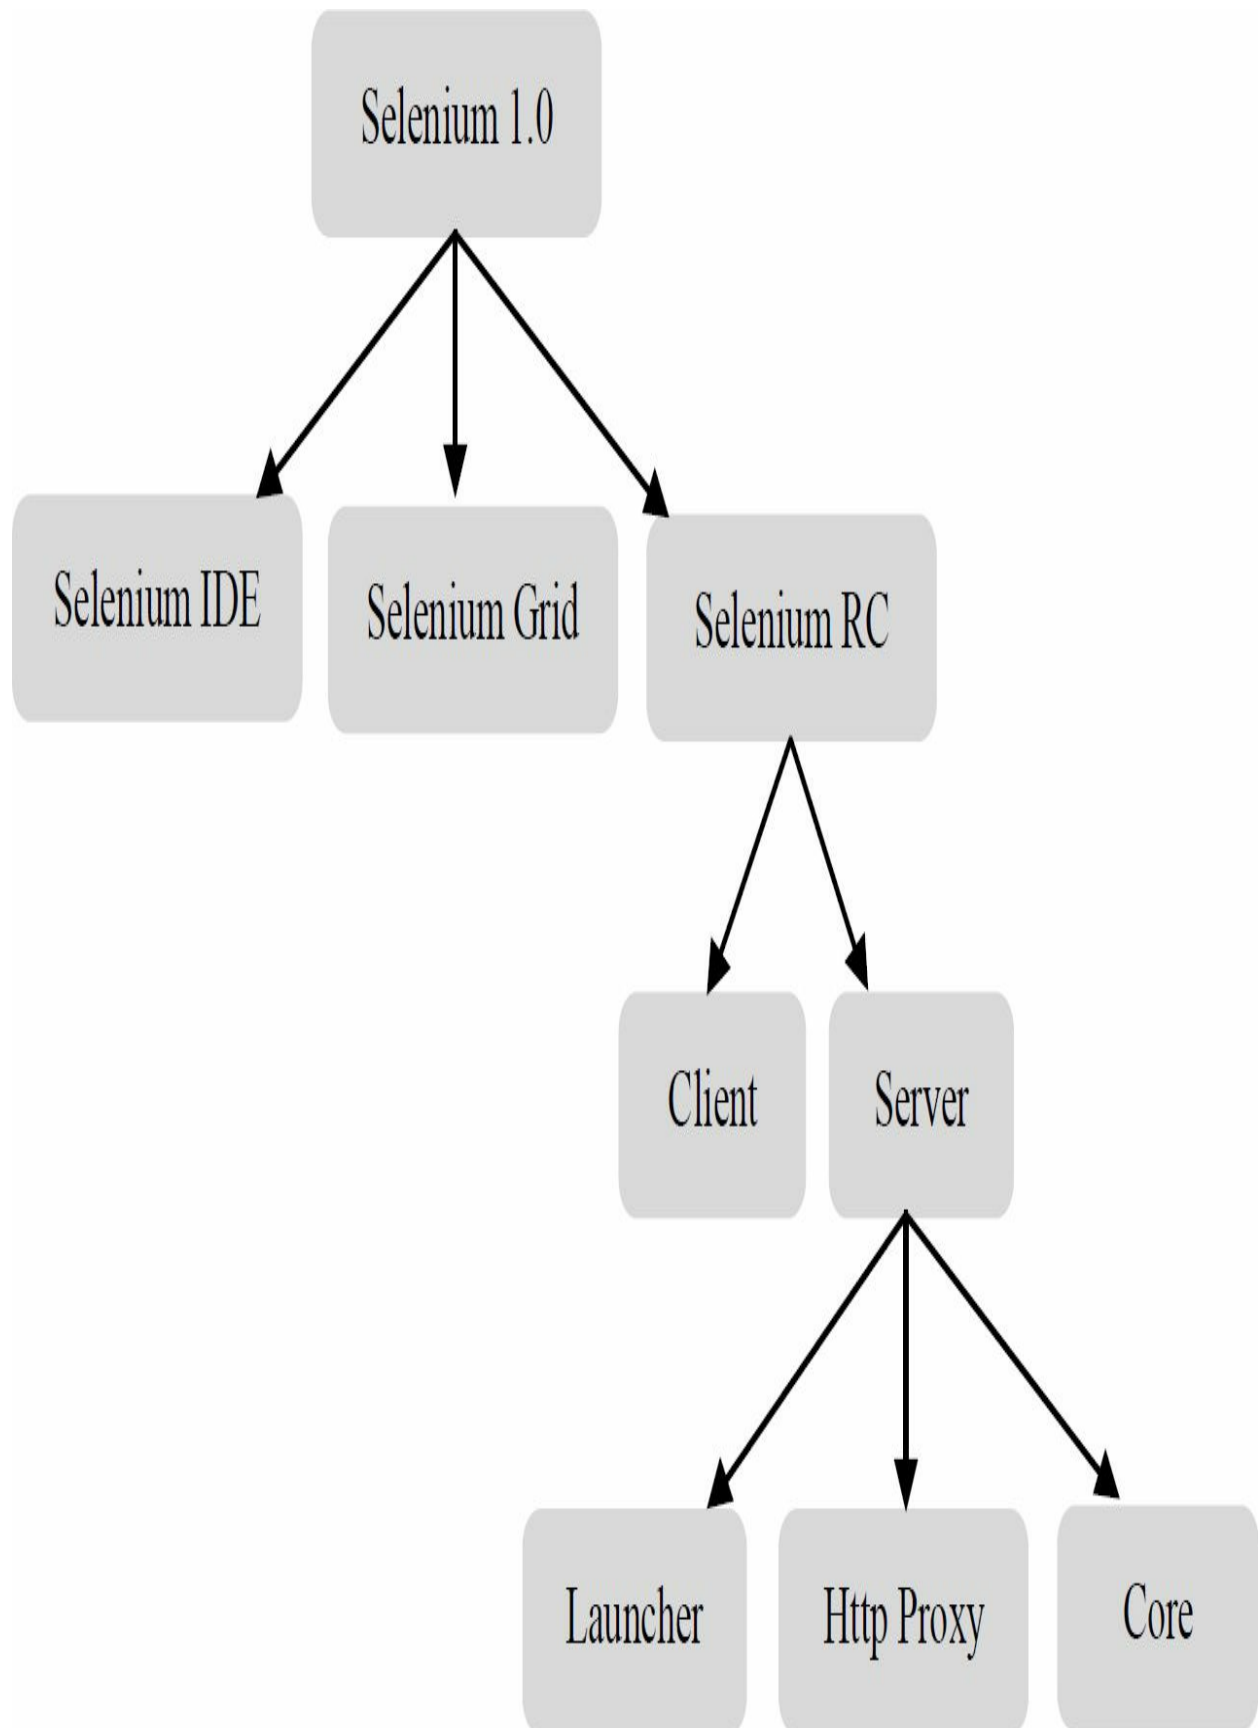 Selenium 1.0
Selenium IDE
Selenium Grid
Selenium RC
Client
Server
Launcher
Http Proxy
Core